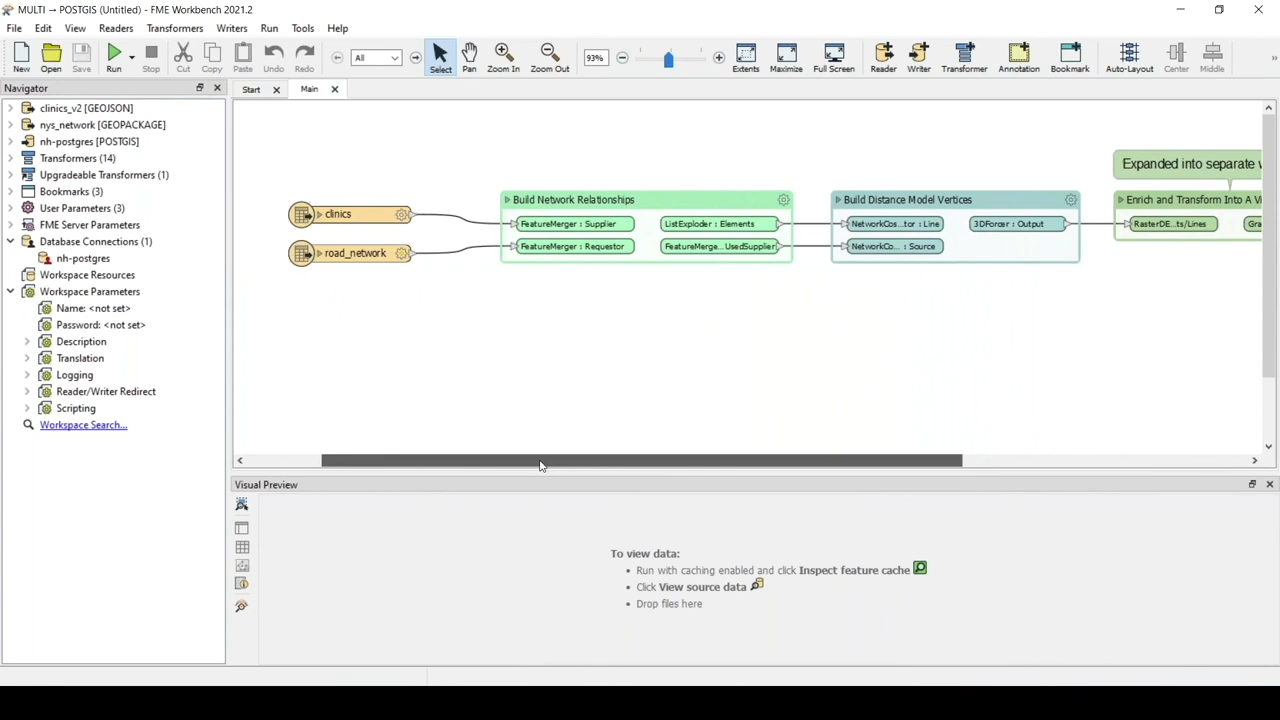 MULTI → POSTGIS (Untitled) - FME Workbench 2021.2
File Edit View Readers Transformers Writers Run Tools Help
All 93%
New Open Save Run Stop Cut Copy Paste Undo Redo Select Pan Zoom In Zoom Out Extents Maximize Full Screen Reader Writer Transformer Annotation Bookmark Auto-Layout Center Middle
Navigator
Start Main
clinics_v2 [GEOJSON]
nys_network [GEOPACKAGE]
nh-postgres [POSTGIS]
Transformers (14)
Upgradeable Transformers (1)
Bookmarks (3)
User Parameters (3)
FME Server Parameters
Database Connections (1)
nh-postgres
Workspace Resources
Workspace Parameters
Name: <not set>
Password: <not set>
Description
Translation
Logging
Reader/Writer Redirect
Scripting
Workspace Search...
Expanded into separate
clinics
road_network
Build Network Relationships
FeatureMerger : Supplier ListExploder : Elements
FeatureMerger : Requestor FeatureMerge...UsedSupplier
Build Distance Model Vertices
NetworkCos...tor : Line 3DForcer : Output
NetworkCo... : Source
Enrich and Transform Into A Vi
RasterDE...ts/Lines Gra
Visual Preview
To view data:
• Run with caching enabled and click Inspect feature cache
• Click View source data
• Drop files here